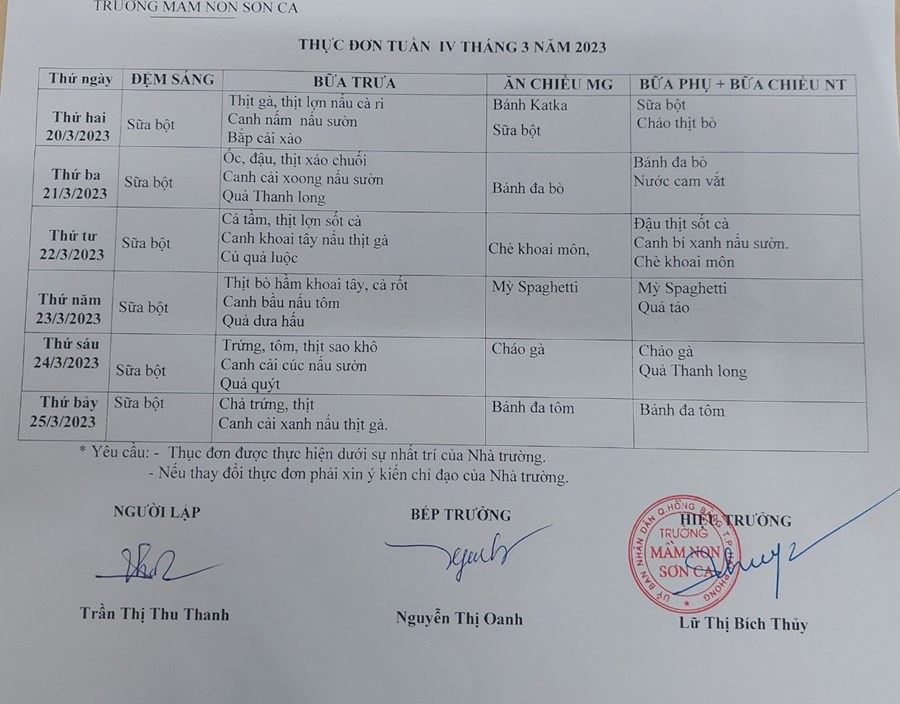 TRƯỜNG MẦM NON SƠN CA
THỰC ĐƠN TUẦN IV THÁNG 3 NĂM 2023
Thứ ngày ĐỆM SÁNG BỮA TRƯA ĂN CHIỀU MG BỮA PHỤ + BỮA CHIỀU NT
Thứ hai
20/3/2023
Sữa bột
Thịt gà, thịt lợn nấu cà ri
Canh nấm nấu sườn
Bắp cải xào
Bánh Katka
Sữa bột
Sữa bột
Cháo thịt bò
Thứ ba
21/3/2023
Sữa bột
Ốc, đậu, thịt xáo chuối
Canh cải xoong nấu sườn
Quả Thanh long
Bánh đa bò
Bánh đa bò
Nước cam vắt
Thứ tư
22/3/2023
Sữa bột
Cá tầm, thịt lợn sốt cà
Canh khoai tây nấu thịt gà
Củ quả luộc
Chè khoai môn,
Đậu thịt sốt cà
Canh bí xanh nấu sườn.
Chè khoai môn
Thứ năm
23/3/2023
Sữa bột
Thịt bò hầm khoai tây, cà rốt
Canh bầu nấu tôm
Quả dưa hấu
Mỳ Spaghetti
Mỳ Spaghetti
Quả táo
Thứ sáu
24/3/2023
Sữa bột
Trứng, tôm, thịt sao khô
Canh cải cúc nấu sườn
Quả quýt
Cháo gà
Cháo gà
Quả Thanh long
Thứ bảy
25/3/2023
Sữa bột
Chả trứng, thịt
Canh cải xanh nấu thịt gà.
Bánh đa tôm
Bánh đa tôm
* Yêu cầu: - Thục đơn được thực hiện dưới sự nhất trí của Nhà trường.
- Nếu thay đổi thực đơn phải xin ý kiến chỉ đạo của Nhà trường.
NGƯỜI LẬP
BẾP TRƯỞNG
HIỆU TRƯỞNG
UỶ BAN NHÂN DÂN Q.HỒNG BÀNG T.P HẢI PHÒNG
TRƯỜNG
MẦM NON
SƠN CA
Trần Thị Thu Thanh
Nguyễn Thị Oanh
Lữ Thị Bích Thủy